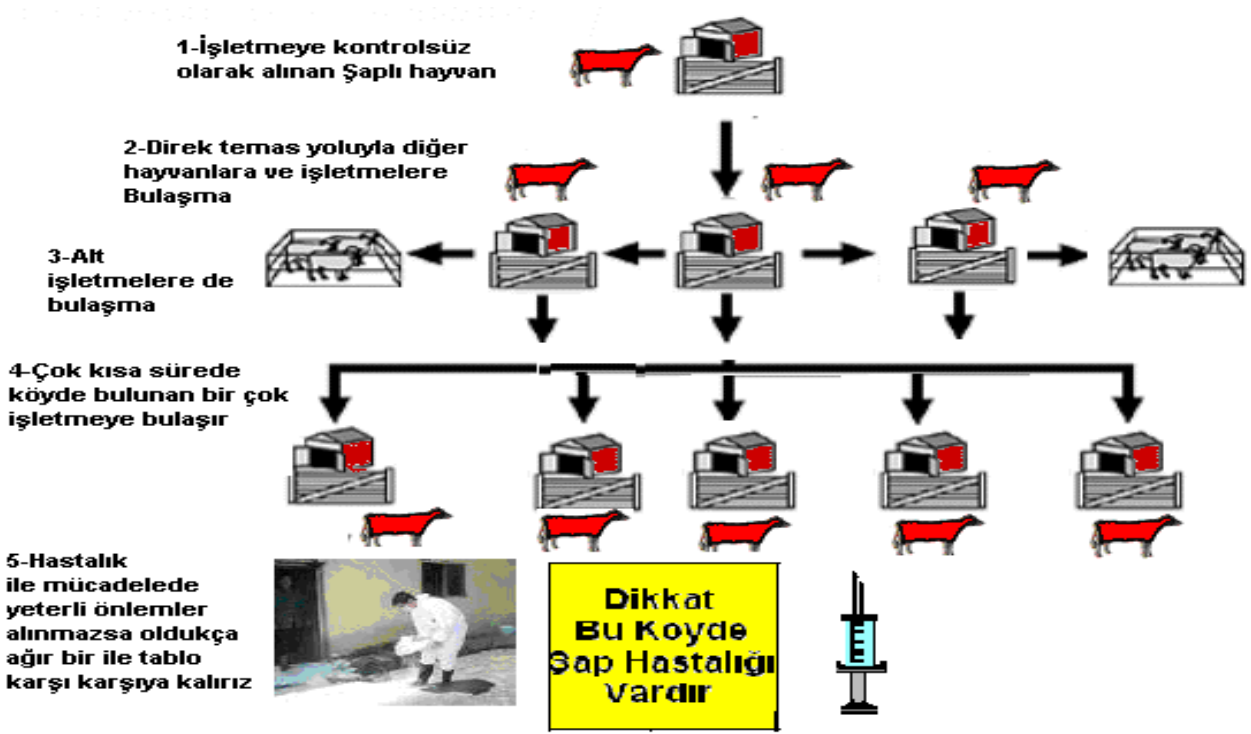 1-İşletmeye kontrolsüz
olarak alınan Şaplı hayvan
2-Direk temas yoluyla diğer
hayvanlara ve işletmelere
Bulaşma
3-Alt
işletmelere de
bulaşma
4-Çok kısa sürede
köyde bulunan bir çok
işletmeye bulaşır
5-Hastalık
ile mücadelede
yeterli önlemler
alınmazsa oldukça
ağır bir ile tablo
karşı karşıya kalırız
Dikkat
Bu Koyde
Şap Hastalığı
Vardır